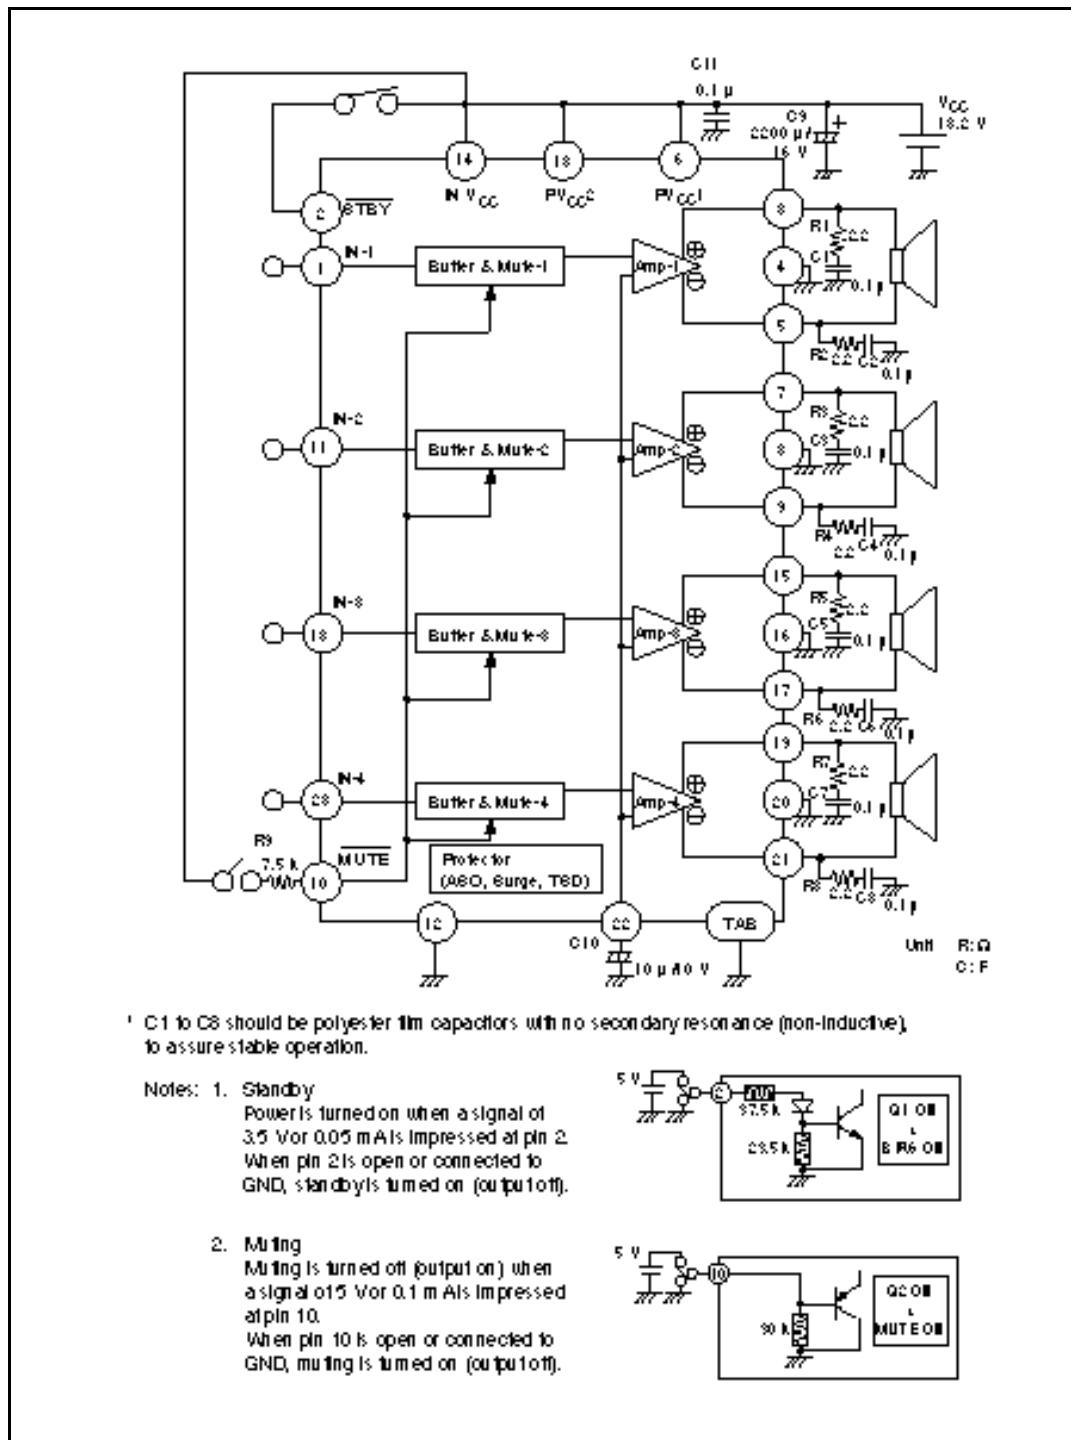 C11
0.1 µ
C9
2200 µ/
16 V
+
VCC
13.2 V
14
18
6
IN VCC
PVCC2
PVCC1
2
STBY
3
1
IN-1
Buffer & Mute-1
Amp-1
4
R1
2.2
C1
0.1 µ
5
R2
2.2
C2
0.1 µ
7
11
IN-2
Buffer & Mute-2
Amp-2
8
R3
2.2
C3
0.1 µ
9
R4
2.2
C4
0.1 µ
15
13
IN-3
Buffer & Mute-3
Amp-3
16
R5
2.2
C5
0.1 µ
17
R6
2.2
C6
0.1 µ
19
23
IN-4
Buffer & Mute-4
Amp-4
20
R7
2.2
C7
0.1 µ
21
R8
2.2
C8
0.1 µ
R9
7.5 k
10
MUTE
Protector
(ASO, Surge, TSD)
12
22
TAB
C10
10 µ/10 V
Unit R: Ω
C: F
* C1 to C8 should be polyester film capacitors with no secondary resonance (non-inductive),
to assure stable operation.
Notes: 1. Standby
Power is turned on when a signal of
3.5 V or 0.05 mA is impressed at pin 2.
When pin 2 is open or connected to
GND, standby is turned on (output off).
5 V
2
37.5 k
23.5 k
Q1 ON
BIAS ON
2. Muting
Muting is turned off (output on) when
a signal of 5 V or 0.1 mA is impressed
at pin 10.
When pin 10 is open or connected to
GND, muting is turned on (output off).
5 V
10
30 k
Q2 ON
MUTE ON